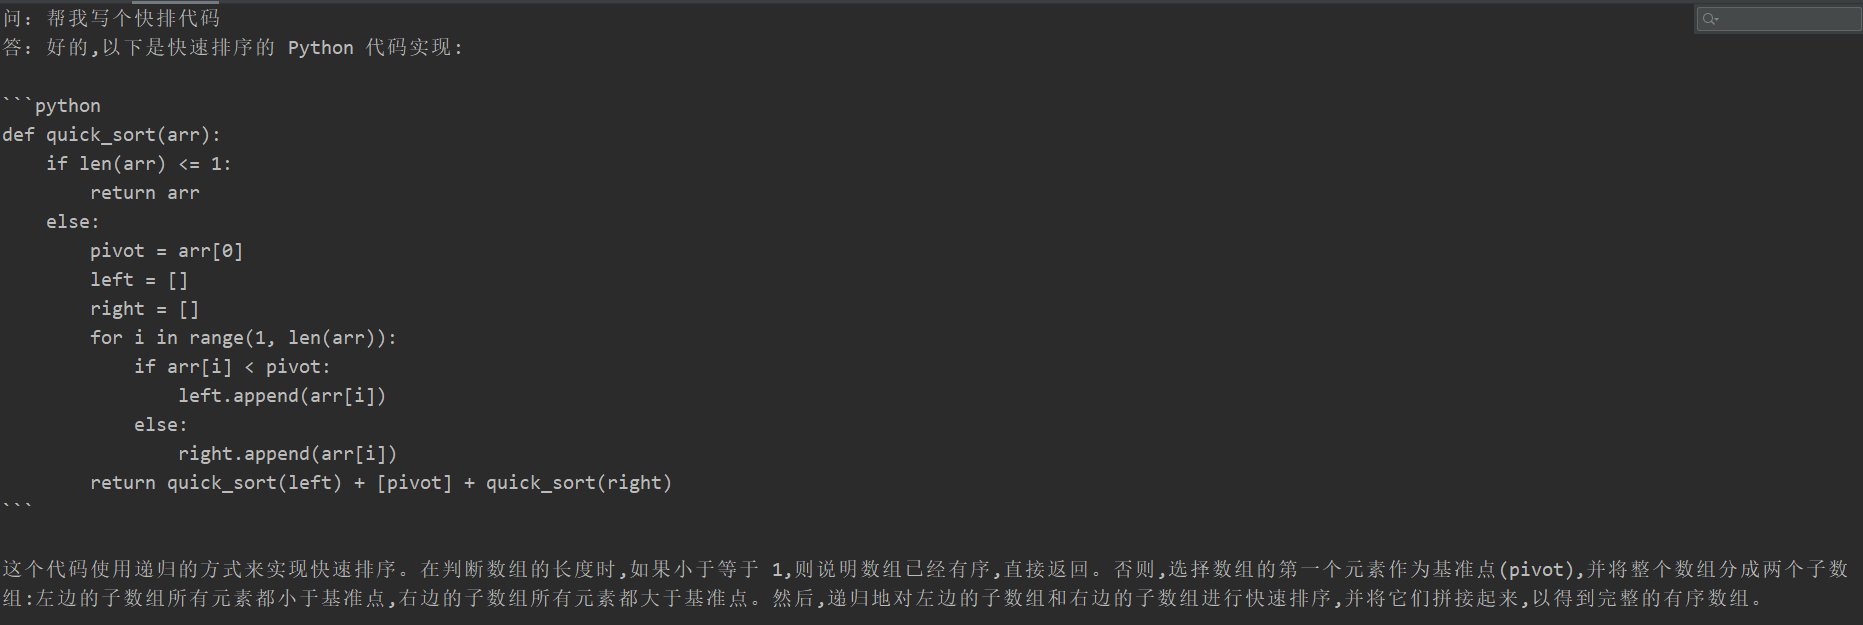 问: 帮我写个快排代码
答: 好的,以下是快速排序的 Python 代码实现:
```python
def quick_sort(arr):
    if len(arr) <= 1:
        return arr
    else:
        pivot = arr[0]
        left = []
        right = []
        for i in range(1, len(arr)):
            if arr[i] < pivot:
                left.append(arr[i])
            else:
                right.append(arr[i])
        return quick_sort(left) + [pivot] + quick_sort(right)
```
这个代码使用递归的方式来实现快速排序。在判断数组的长度时,如果小于等于 1,则说明数组已经有序,直接返回。否则,选择数组的第一个元素作为基准点(pivot),并将整个数组分成两个子数
组:左边的子数组所有元素都小于基准点,右边的子数组所有元素都大于基准点。然后,递归地对左边的子数组和右边的子数组进行快速排序,并将它们拼接起来,以得到完整的有序数组。